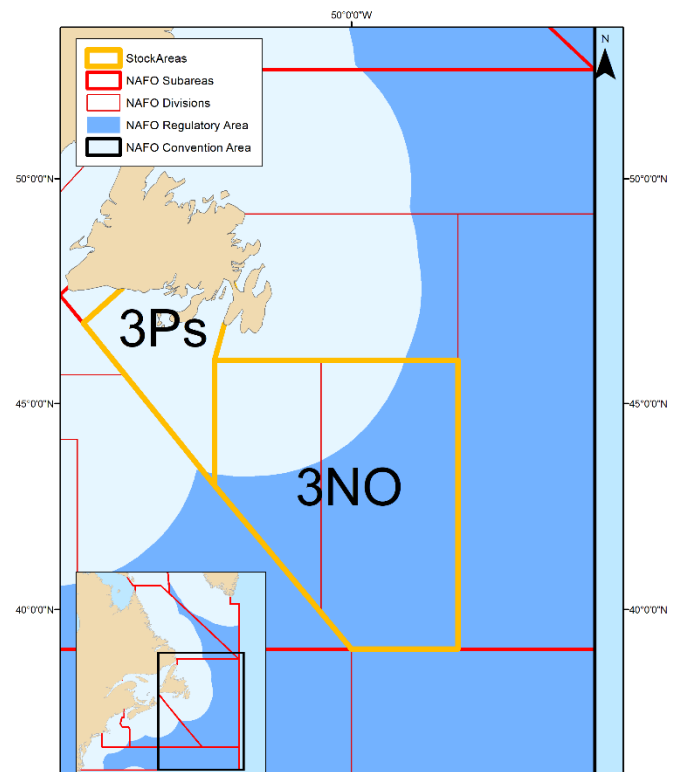 50°0'0"W
N
StockAreas
NAFO Subareas
NAFO Divisions
NAFO Regulatory Area
NAFO Convention Area
50°0'0"N
50°0'0"N
3Ps
45°0'0"N
45°0'0"N
3NO
40°0'0"N
40°0'0"N